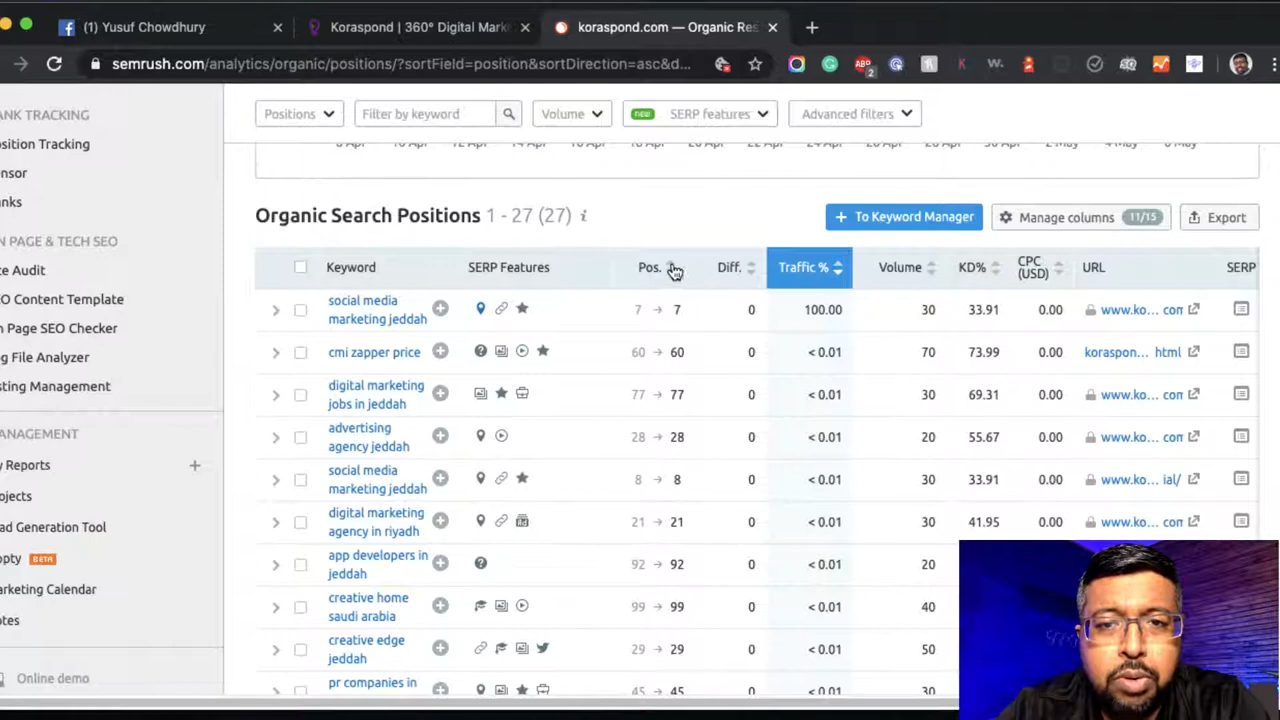 (1) Yusuf Chowdhury
Koraspond | 360° Digital Mark
koraspond.com — Organic Res
semrush.com/analytics/organic/positions/?sortField=position&sortDirection=asc&d...
ANK TRACKING
osition Tracking
nsor
nks
N PAGE & TECH SEO
te Audit
EO Content Template
n Page SEO Checker
g File Analyzer
sting Management
ANAGEMENT
y Reports
ojects
ad Generation Tool
opty BETA
arketing Calendar
otes
Online demo
Positions Filter by keyword Volume NEW SERP features Advanced filters
Organic Search Positions 1 - 27 (27) i
+ To Keyword Manager Manage columns 11/15 Export
Keyword SERP Features Pos. Diff. Traffic % Volume KD% CPC (USD) URL SERP
social media marketing jeddah 7 → 7 0 100.00 30 33.91 0.00 www.ko... com
cmi zapper price 60 → 60 0 < 0.01 70 73.99 0.00 koraspon... html
digital marketing jobs in jeddah 77 → 77 0 < 0.01 30 69.31 0.00 www.ko... com
advertising agency jeddah 28 → 28 0 < 0.01 20 55.67 0.00 www.ko... com
social media marketing jeddah 8 → 8 0 < 0.01 30 33.91 0.00 www.ko... ial/
digital marketing agency in riyadh 21 → 21 0 < 0.01 30 41.95 0.00 www.ko... com
app developers in jeddah 92 → 92 0 < 0.01 20
creative home saudi arabia 99 → 99 0 < 0.01 40
creative edge jeddah 29 → 29 0 < 0.01 50
pr companies in 45 → 45 0 < 0.01 30